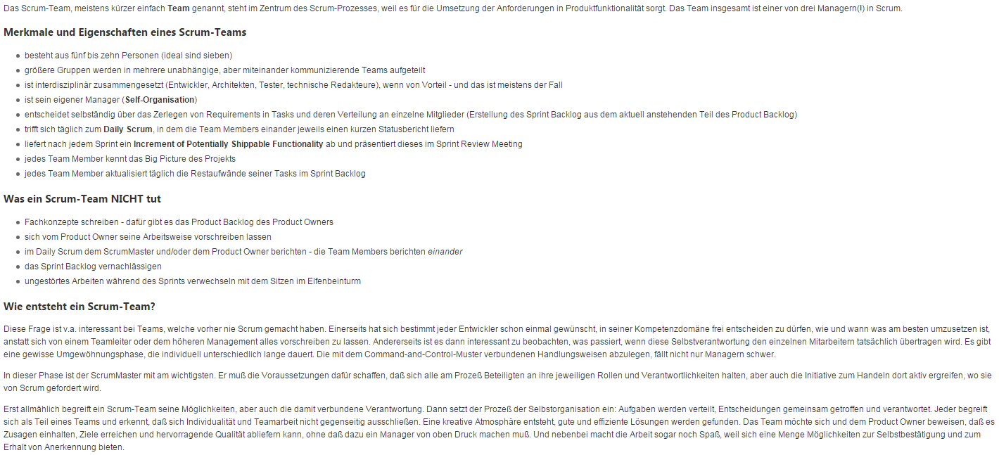 Das Scrum-Team, meistens kürzer einfach Team genannt, steht im Zentrum des Scrum-Prozesses, weil es für die Umsetzung der Anforderungen in Produktfunktionalität sorgt. Das Team insgesamt ist einer von drei Managern(!) in Scrum.
Merkmale und Eigenschaften eines Scrum-Teams
• besteht aus fünf bis zehn Personen (ideal sind sieben)
• größere Gruppen werden in mehrere unabhängige, aber miteinander kommunizierende Teams aufgeteilt
• ist interdisziplinär zusammengesetzt (Entwickler, Architekten, Tester, technische Redakteure), wenn von Vorteil - und das ist meistens der Fall
• ist sein eigener Manager (Self-Organisation)
• entscheidet selbständig über das Zerlegen von Requirements in Tasks und deren Verteilung an einzelne Mitglieder (Erstellung des Sprint Backlog aus dem aktuell anstehenden Teil des Product Backlog)
• trifft sich täglich zum Daily Scrum, in dem die Team Members einander jeweils einen kurzen Statusbericht liefern
• liefert nach jedem Sprint ein Increment of Potentially Shippable Functionality ab und präsentiert dieses im Sprint Review Meeting
• jedes Team Member kennt das Big Picture des Projekts
• jedes Team Member aktualisiert täglich die Restaufwände seiner Tasks im Sprint Backlog
Was ein Scrum-Team NICHT tut
• Fachkonzepte schreiben - dafür gibt es das Product Backlog des Product Owners
• sich vom Product Owner seine Arbeitsweise vorschreiben lassen
• im Daily Scrum dem ScrumMaster und/oder dem Product Owner berichten - die Team Members berichten einander
• das Sprint Backlog vernachlässigen
• ungestörtes Arbeiten während des Sprints verwechseln mit dem Sitzen im Elfenbeinturm
Wie entsteht ein Scrum-Team?
Diese Frage ist v.a. interessant bei Teams, welche vorher nie Scrum gemacht haben. Einerseits hat sich bestimmt jeder Entwickler schon einmal gewünscht, in seiner Kompetenzdomäne frei entscheiden zu dürfen, wie und wann was am besten umzusetzen ist,
anstatt sich von einem Teamleiter oder dem höheren Management alles vorschreiben zu lassen. Andererseits ist es dann interessant zu beobachten, was passiert, wenn diese Selbstverantwortung den einzelnen Mitarbeitern tatsächlich übertragen wird. Es gibt
eine gewisse Umgewöhnungsphase, die individuell unterschiedlich lange dauert. Die mit dem Command-and-Control-Muster verbundenen Handlungsweisen abzulegen, fällt nicht nur Managern schwer.
In dieser Phase ist der ScrumMaster mit am wichtigsten. Er muß die Voraussetzungen dafür schaffen, daß sich alle am Prozeß Beteiligten an ihre jeweiligen Rollen und Verantwortlichkeiten halten, aber auch die Initiative zum Handeln dort aktiv ergreifen, wo sie
von Scrum gefordert wird.
Erst allmählich begreift ein Scrum-Team seine Möglichkeiten, aber auch die damit verbundene Verantwortung. Dann setzt der Prozeß der Selbstorganisation ein: Aufgaben werden verteilt, Entscheidungen gemeinsam getroffen und verantwortet. Jeder begreift
sich als Teil eines Teams und erkennt, daß sich Individualität und Teamarbeit nicht gegenseitig ausschließen. Eine kreative Atmosphäre entsteht, gute und effiziente Lösungen werden gefunden. Das Team möchte sich und dem Product Owner beweisen, daß es
Zusagen einhalten, Ziele erreichen und hervorragende Qualität abliefern kann, ohne daß dazu ein Manager von oben Druck machen muß. Und nebenbei macht die Arbeit sogar noch Spaß, weil sich eine Menge Möglichkeiten zur Selbstbestätigung und zum
Erhalt von Anerkennung bieten.